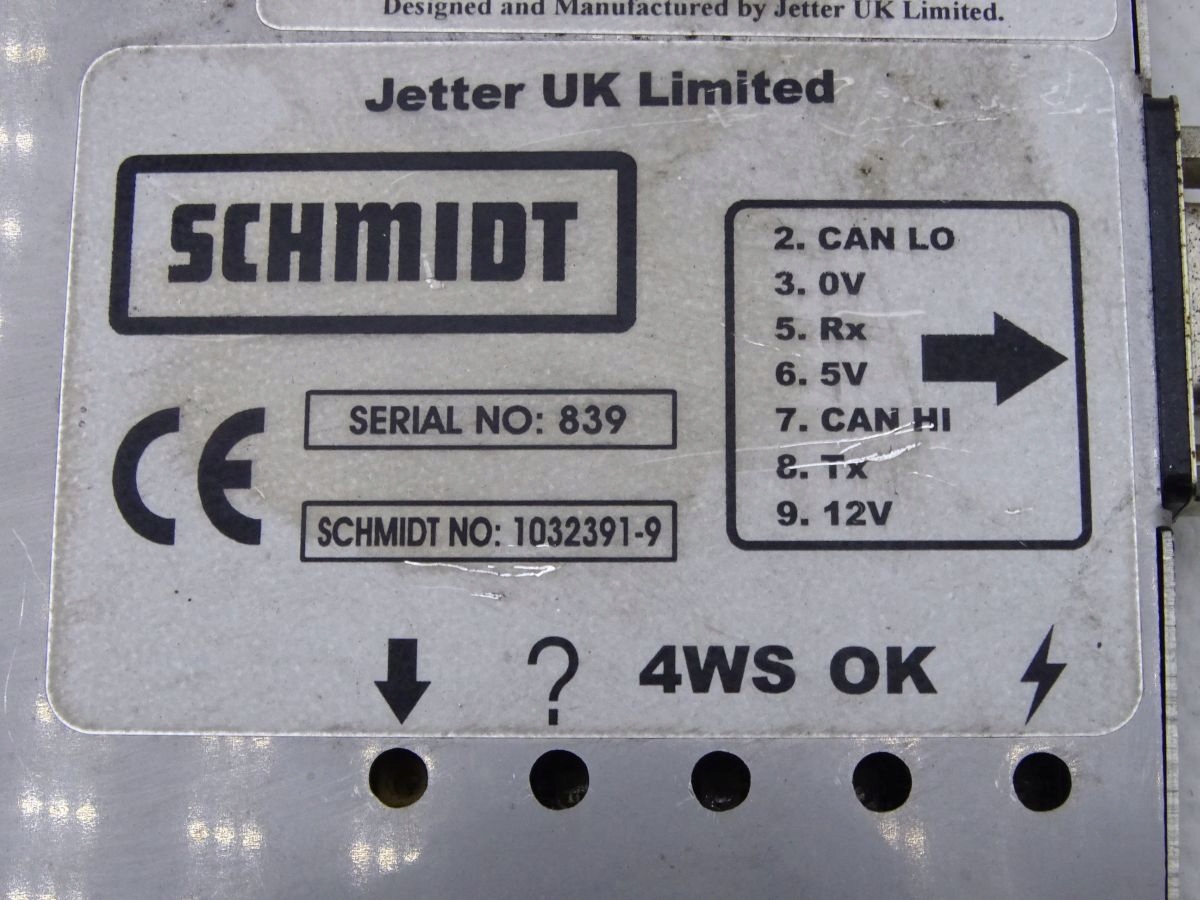 Designed and Manufactured by Jetter UK Limited.
Jetter UK Limited
SCHMIDT
2. CAN LO
3. 0V
5. Rx
6. 5V
7. CAN HI
8. Tx
9. 12V
CE
SERIAL NO: 839
SCHMIDT NO: 1032391-9
? 4WS OK